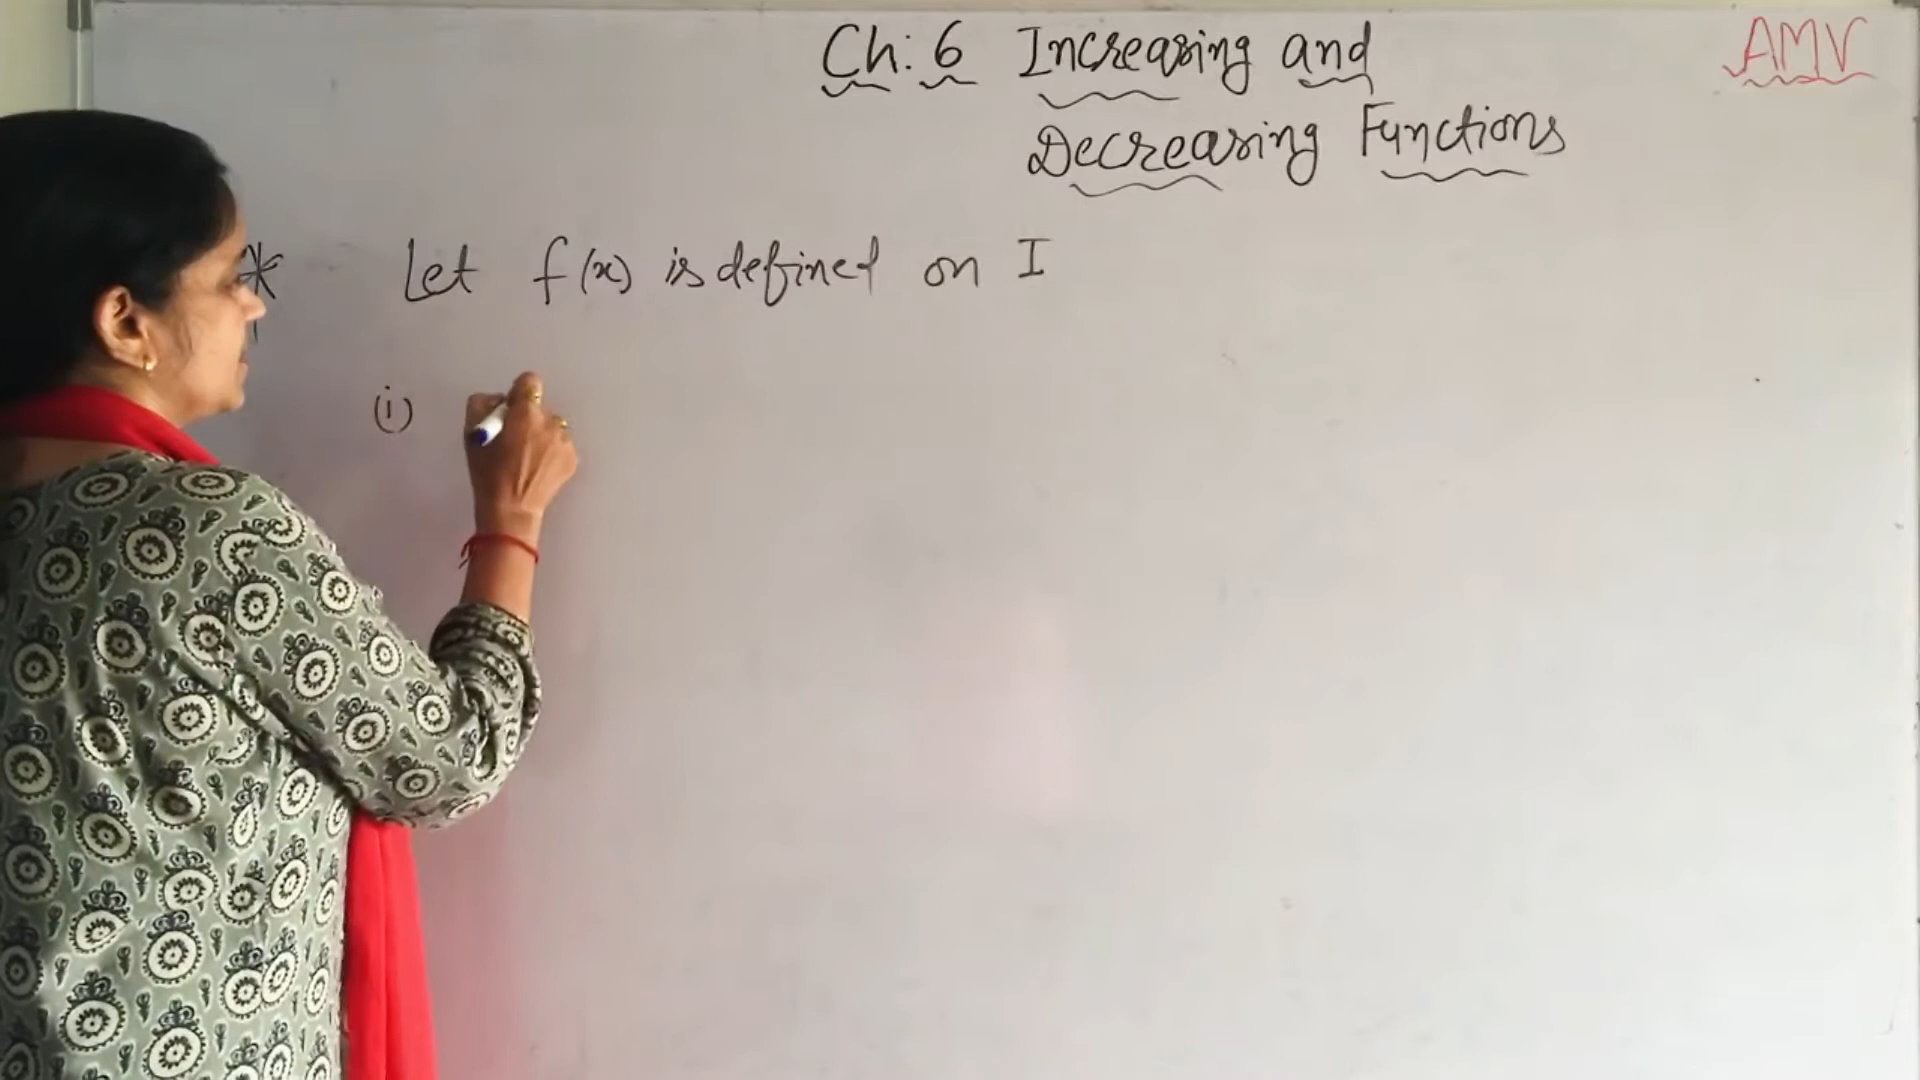 Ch: 6 Increasing and
Decreasing Functions
AMV
* Let f(x) is defined on I
(i)